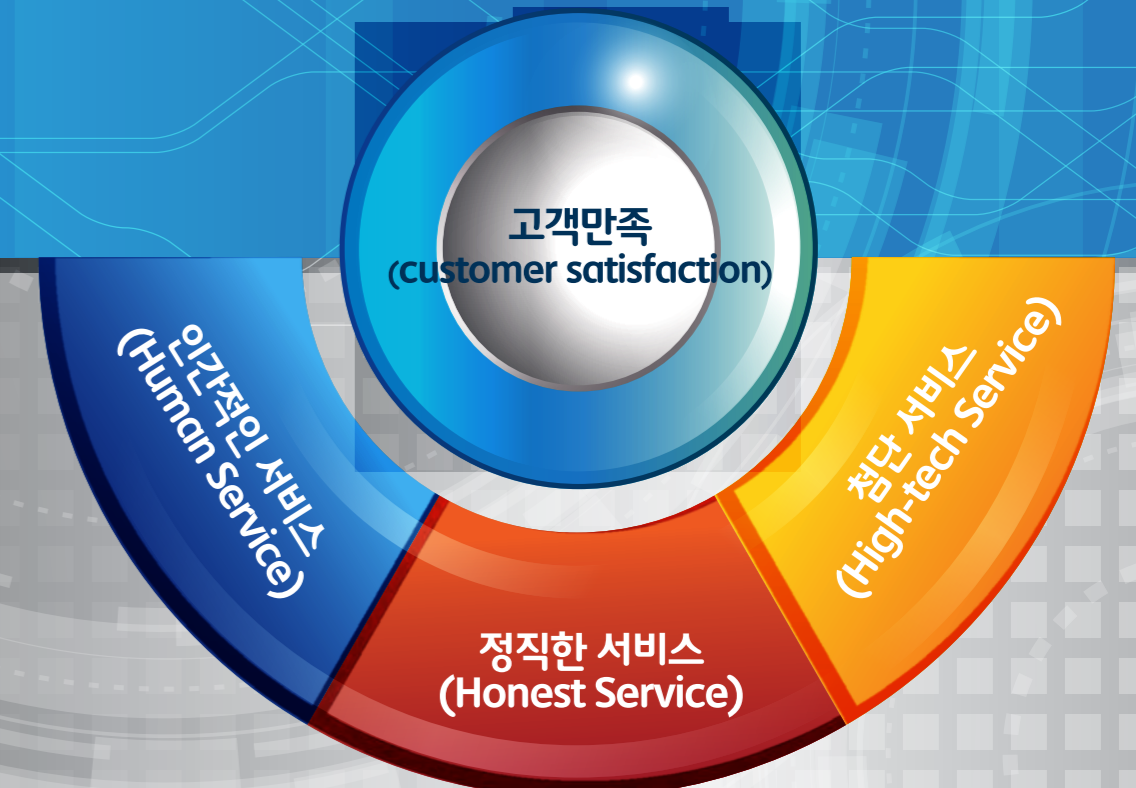 고객만족
(customer satisfaction)
인간적인 서비스
(Human Service)
정직한 서비스
(Honest Service)
첨단 서비스
(High-tech Service)